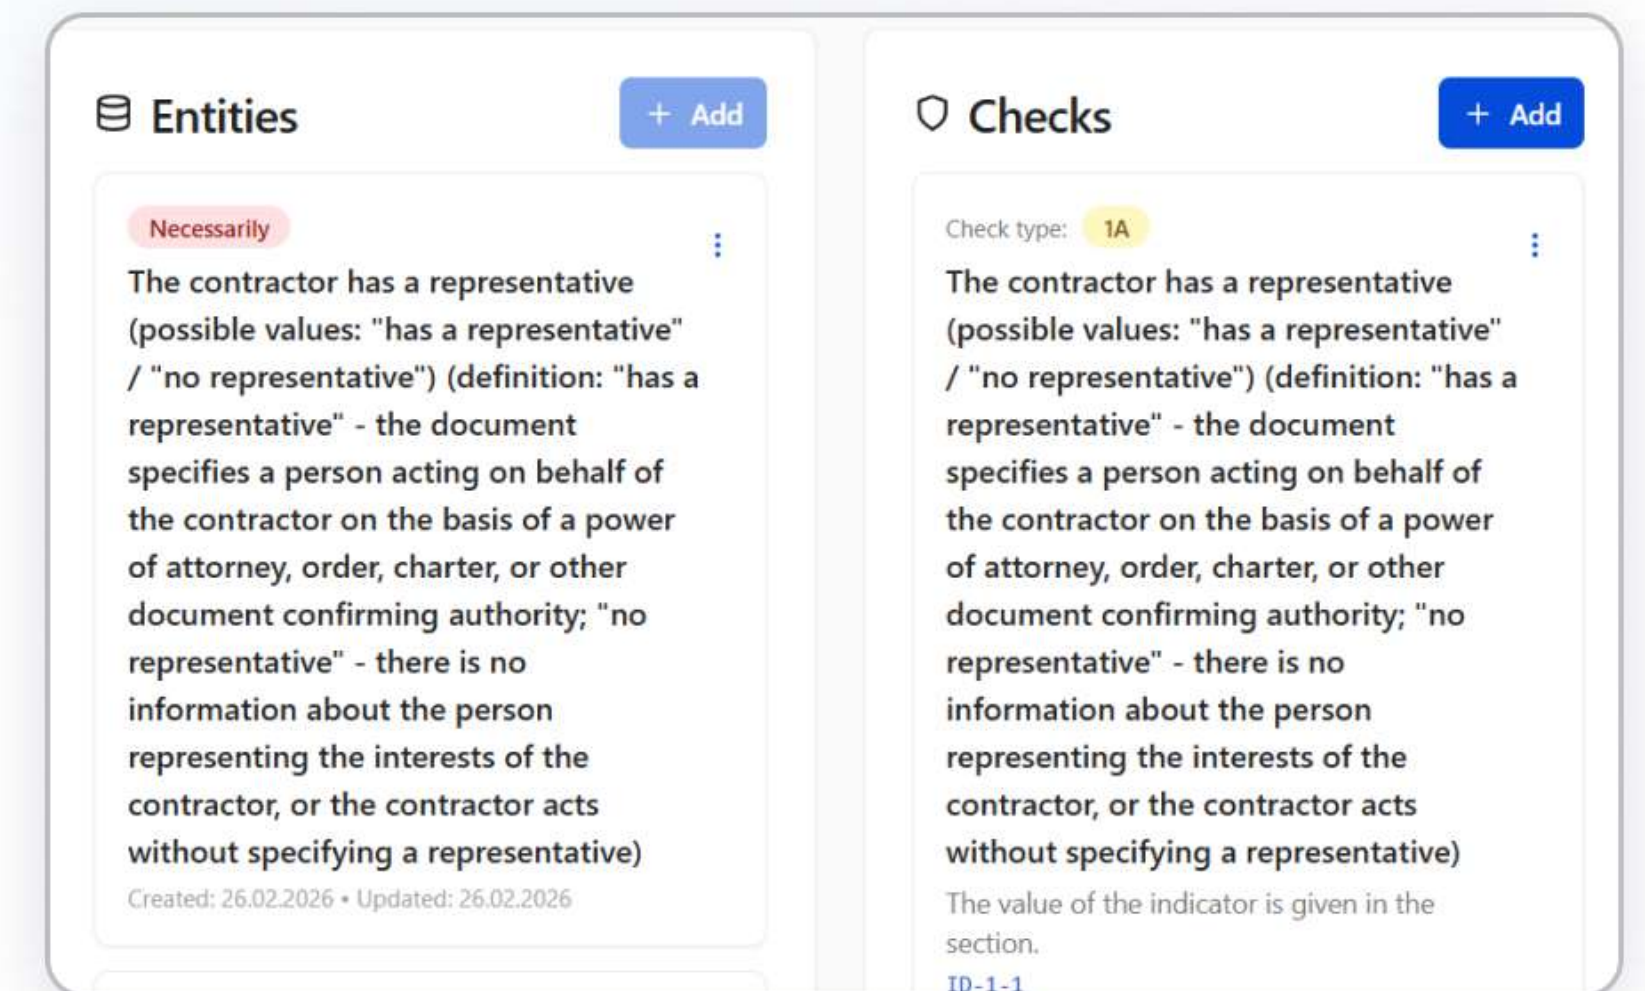 Entities
+ Add
Necessarily
The contractor has a representative
(possible values: "has a representative"
/ "no representative") (definition: "has a
representative" - the document
specifies a person acting on behalf of
the contractor on the basis of a power
of attorney, order, charter, or other
document confirming authority; "no
representative" - there is no
information about the person
representing the interests of the
contractor, or the contractor acts
without specifying a representative)
Created: 26.02.2026 • Updated: 26.02.2026
Checks
+ Add
Check type: 1A
The contractor has a representative
(possible values: "has a representative"
/ "no representative") (definition: "has a
representative" - the document
specifies a person acting on behalf of
the contractor on the basis of a power
of attorney, order, charter, or other
document confirming authority; "no
representative" - there is no
information about the person
representing the interests of the
contractor, or the contractor acts
without specifying a representative)
The value of the indicator is given in the
section.
ID-1-1